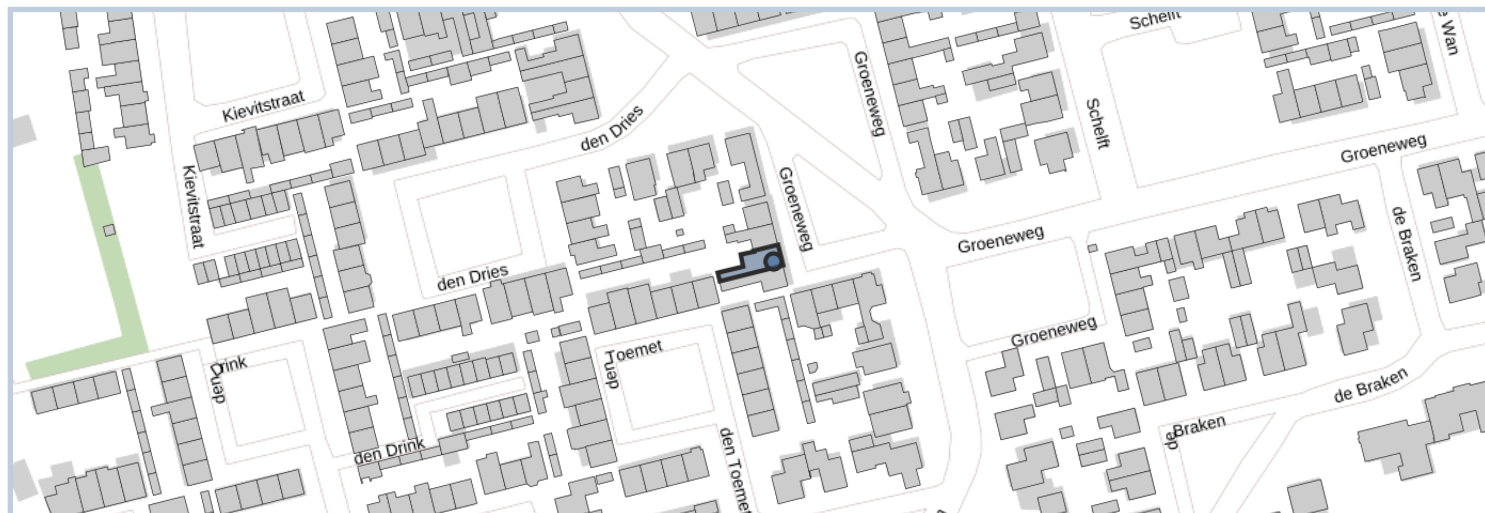 Schelft
de Wan
Kievitstraat
den Dries
Groeneweg
Schelft
Groeneweg
Kievitstraat
Groeneweg
de Braken
Groeneweg
den Dries
Groeneweg
Toemet
den
Drink
den
de Braken
Braken
de
den Drink
den Toemet